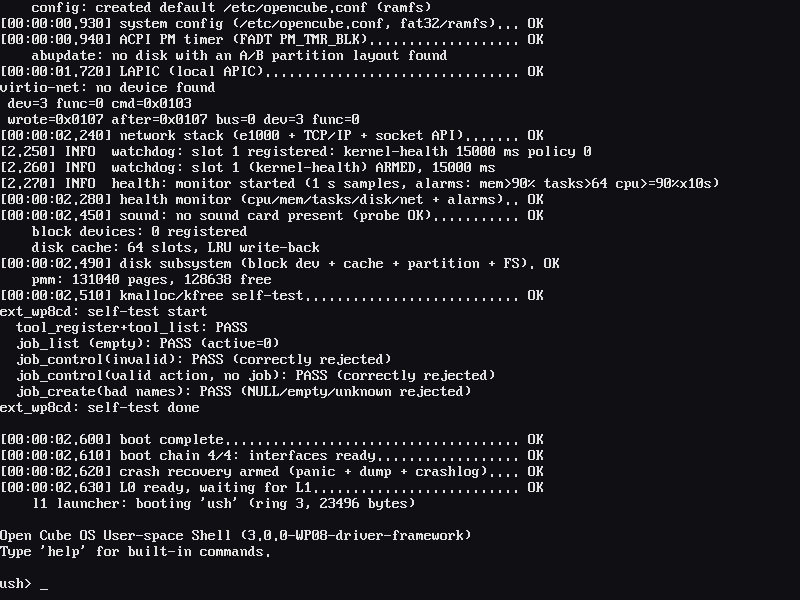 config: created default /etc/opencube.conf (ramfs)
[00:00:00.930] system config (/etc/opencube.conf, fat32/ramfs)... OK
[00:00:00.940] ACPI PM timer (FADT PM_TMR_BLK)................... OK
abupdate: no disk with an A/B partition layout found
[00:00:01.720] LAPIC (local APIC)................................ OK
virtio-net: no device found
dev=3 func=0 cmd=0x0103
wrote=0x0107 after=0x0107 bus=0 dev=3 func=0
[00:00:02.240] network stack (e1000 + TCP/IP + socket API)....... OK
[2.250] INFO  watchdog: slot 1 registered: kernel-health 15000 ms policy 0
[2.260] INFO  watchdog: slot 1 (kernel-health) ARMED, 15000 ms
[2.270] INFO  health: monitor started (1 s samples, alarms: mem>90% tasks>64 cpu>=90%x10s)
[00:00:02.280] health monitor (cpu/mem/tasks/disk/net + alarms).. OK
[00:00:02.450] sound: no sound card present (probe OK)........... OK
block devices: 0 registered
disk cache: 64 slots, LRU write-back
[00:00:02.490] disk subsystem (block dev + cache + partition + FS). OK
pmm: 131040 pages, 128638 free
[00:00:02.510] kmalloc/kfree self-test........................... OK
ext_wp8cd: self-test start
tool_register+tool_list: PASS
job_list (empty): PASS (active=0)
job_control(invalid): PASS (correctly rejected)
job_control(valid action, no job): PASS (correctly rejected)
job_create(bad names): PASS (NULL/empty/unknown rejected)
ext_wp8cd: self-test done
[00:00:02.600] boot complete..................................... OK
[00:00:02.610] boot chain 4/4: interfaces ready.................. OK
[00:00:02.620] crash recovery armed (panic + dump + crashlog).... OK
[00:00:02.630] L0 ready, waiting for L1.......................... OK
l1 launcher: booting 'ush' (ring 3, 23496 bytes)
Open Cube OS User-space Shell (3.0.0-WP08-driver-framework)
Type 'help' for built-in commands.
ush> _